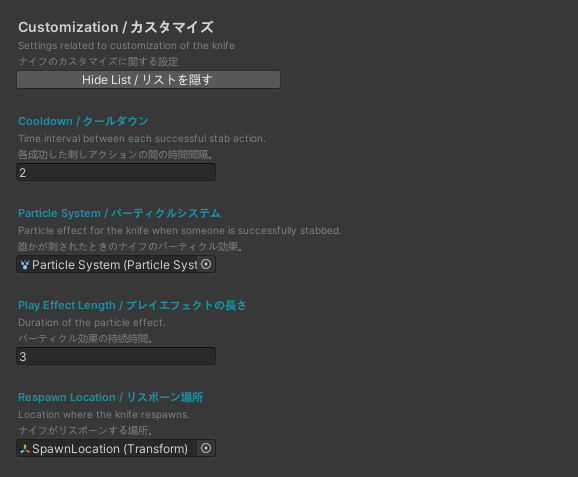 Customization / カスタマイズ
Settings related to customization of the knife
ナイフのカスタマイズに関する設定
Hide List / リストを隠す
Cooldown / クールダウン
Time interval between each successful stab action.
各成功した刺しアクションの間の時間間隔。
2
Particle System / パーティクルシステム
Particle effect for the knife when someone is successfully stabbed.
誰かが刺されたときのナイフのパーティクル効果。
Particle System (Particle Syst
Play Effect Length / プレイエフェクトの長さ
Duration of the particle effect.
パーティクル効果の持続時間。
3
Respawn Location / リスポーン場所
Location where the knife respawns.
ナイフがリスポーンする場所。
SpawnLocation (Transform)